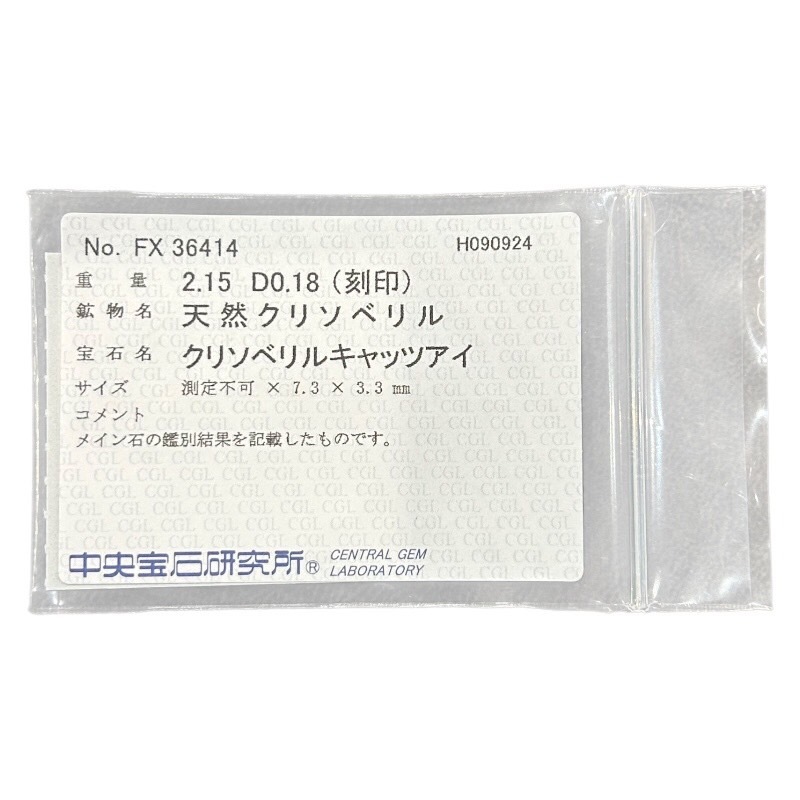 No. FX 36414 H090924
重量 2.15 D0.18 (刻印)
鉱物名 天然クリソベリル
宝石名 クリソベリルキャッツアイ
サイズ 測定不可 × 7.3 × 3.3 mm
コメント
メイン石の鑑別結果を記載したものです。
中央宝石研究所® CENTRAL GEM
LABORATORY